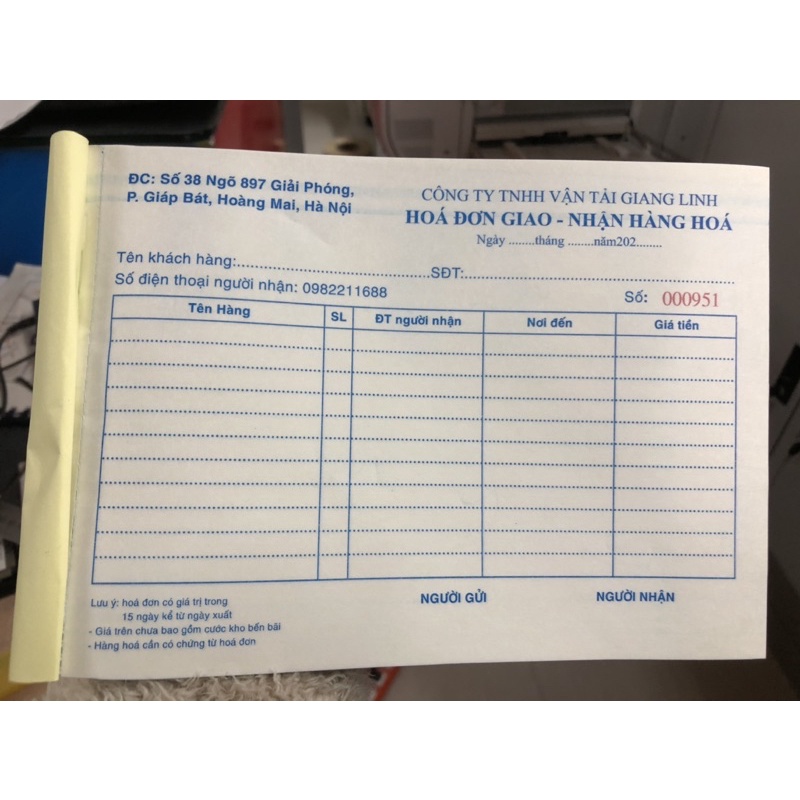 ĐC: Số 38 Ngõ 897 Giải Phóng,
P. Giáp Bát, Hoàng Mai, Hà Nội
CÔNG TY TNHH VẬN TẢI GIANG LINH
HOÁ ĐƠN GIAO - NHẬN HÀNG HOÁ
Ngày ........tháng ........năm202........
Tên khách hàng:..................................................SĐT:......................................................................
Số điện thoại người nhận: 0982211688
Số: 000951
Tên Hàng SL ĐT người nhận Nơi đến Giá tiền
Lưu ý: hoá đơn có giá trị trong
15 ngày kể từ ngày xuất
- Giá trên chưa bao gồm cước kho bến bãi
- Hàng hoá cần có chứng từ hoá đơn
NGƯỜI GỬI NGƯỜI NHẬN